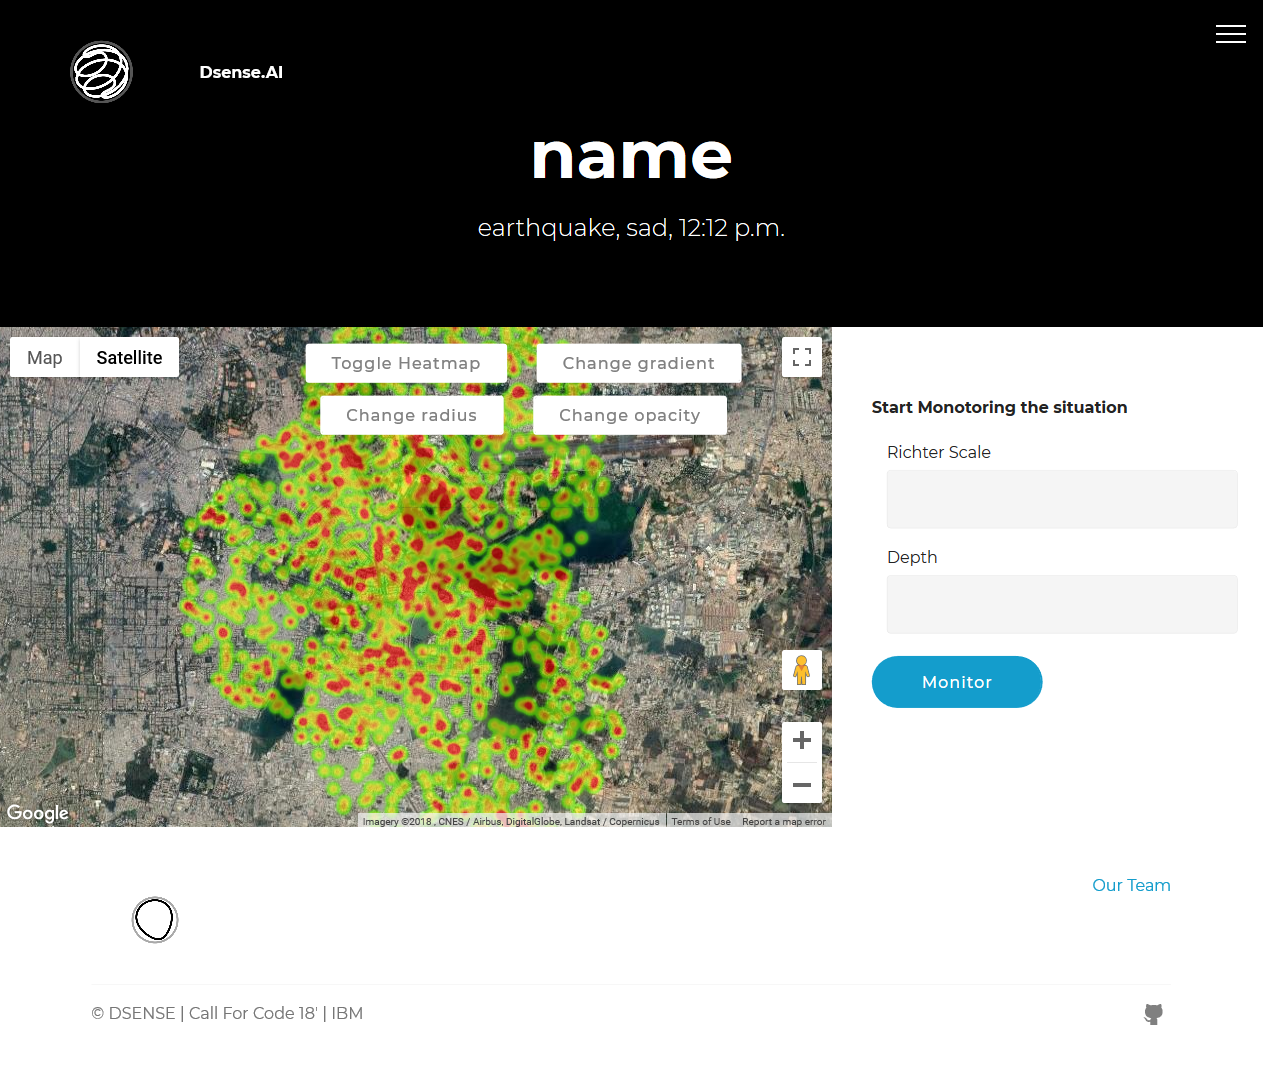 Dsense.AI
name
earthquake, sad, 12:12 p.m.
Map
Satellite
Toggle Heatmap
Change gradient
Change radius
Change opacity
Google
Imagery ©2018 , CNES / Airbus, DigitalGlobe, Landsat / Copernicus
Terms of Use
Report a map error
Start Monotoring the situation
Richter Scale
Depth
Monitor
Our Team
© DSENSE | Call For Code 18' | IBM